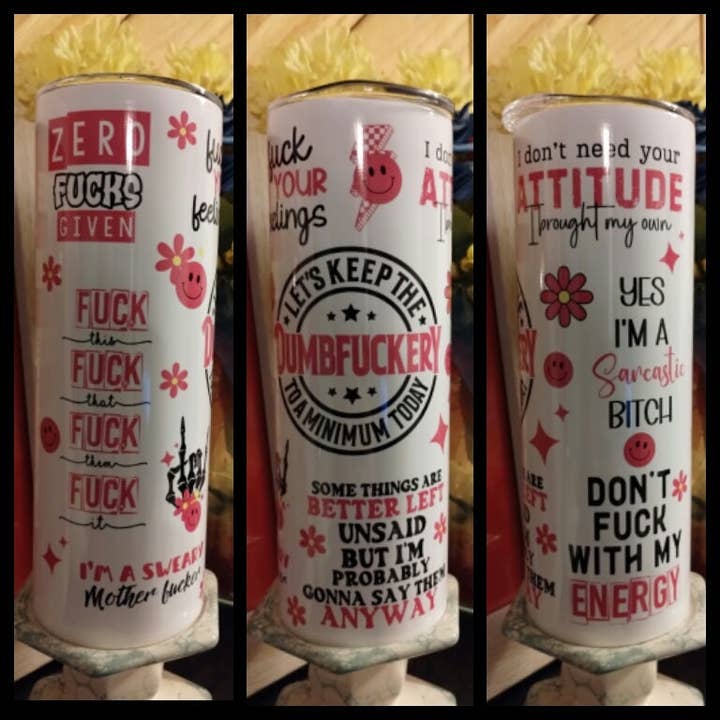 ZERO
FUCKS
GIVEN
FUCK
this
FUCK
that
FUCK
them
FUCK
it
I'M A SWEARY
Mother fucker
fuck
YOUR
feelings
LET'S KEEP THE
DUMBFUCKERY
TO A MINIMUM TODAY
SOME THINGS ARE
BETTER LEFT
UNSAID
BUT I'M
PROBABLY
GONNA SAY THEM
ANYWAY
I don't need your
ATTITUDE
I brought my own
YES
I'M A
Sarcastic
BITCH
DON'T
FUCK
WITH MY
ENERGY